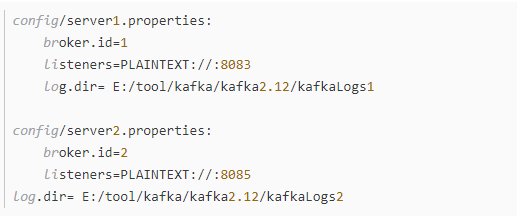 config/server1.properties:
broker.id=1
listeners=PLAINTEXT://:8083
log.dir= E:/tool/kafka/kafka2.12/kafkaLogs1
config/server2.properties:
broker.id=2
listeners=PLAINTEXT://:8085
log.dir= E:/tool/kafka/kafka2.12/kafkaLogs2